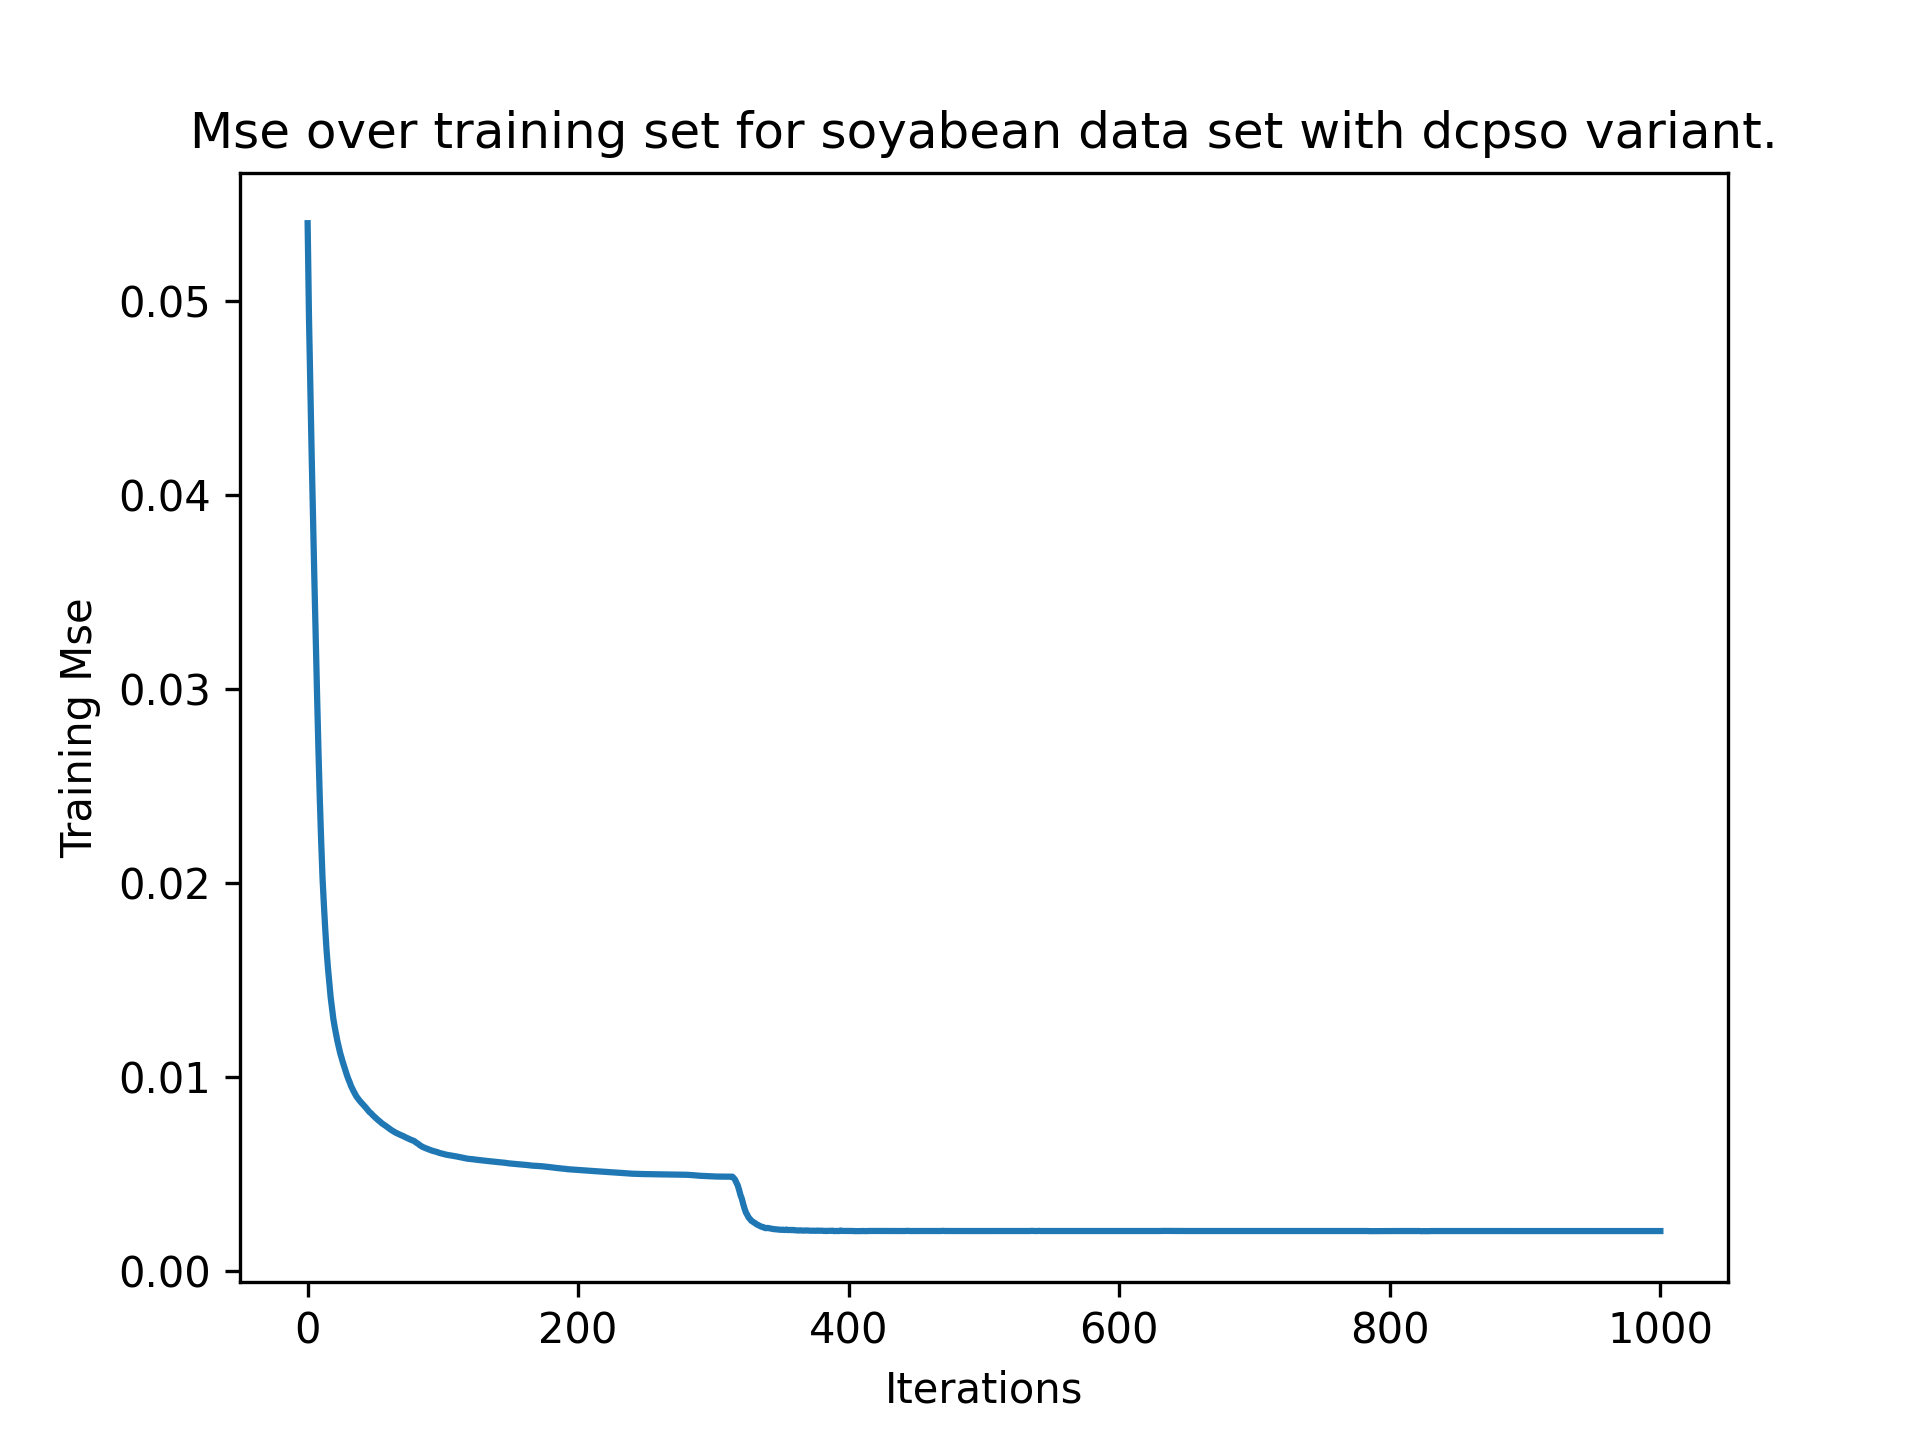 Mse over training set for soyabean data set with dcpso variant.
Training Mse
0.05
0.04
0.03
0.02
0.01
0.00
0 200 400 600 800 1000
Iterations